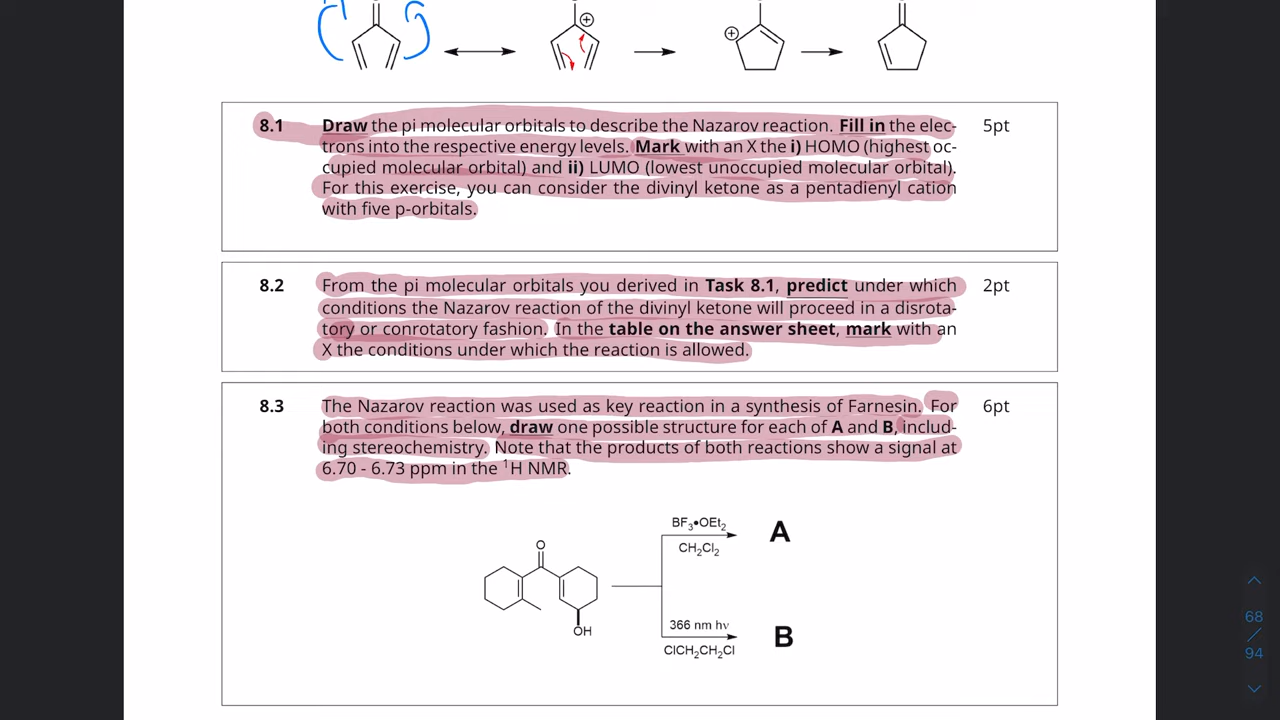 8.1 Draw the pi molecular orbitals to describe the Nazarov reaction. Fill in the elec- 5pt
trons into the respective energy levels. Mark with an X the i) HOMO (highest oc-
cupied molecular orbital) and ii) LUMO (lowest unoccupied molecular orbital).
For this exercise, you can consider the divinyl ketone as a pentadienyl cation
with five p-orbitals.
8.2 From the pi molecular orbitals you derived in Task 8.1, predict under which 2pt
conditions the Nazarov reaction of the divinyl ketone will proceed in a disrota-
tory or conrotatory fashion. In the table on the answer sheet, mark with an
X the conditions under which the reaction is allowed.
8.3 The Nazarov reaction was used as key reaction in a synthesis of Farnesin. For 6pt
both conditions below, draw one possible structure for each of A and B, includ-
ing stereochemistry. Note that the products of both reactions show a signal at
6.70 - 6.73 ppm in the ¹H NMR.
BF₃•OEt₂
CH₂Cl₂
A
O
OH
366 nm hν
ClCH₂CH₂Cl
B
68
/
94